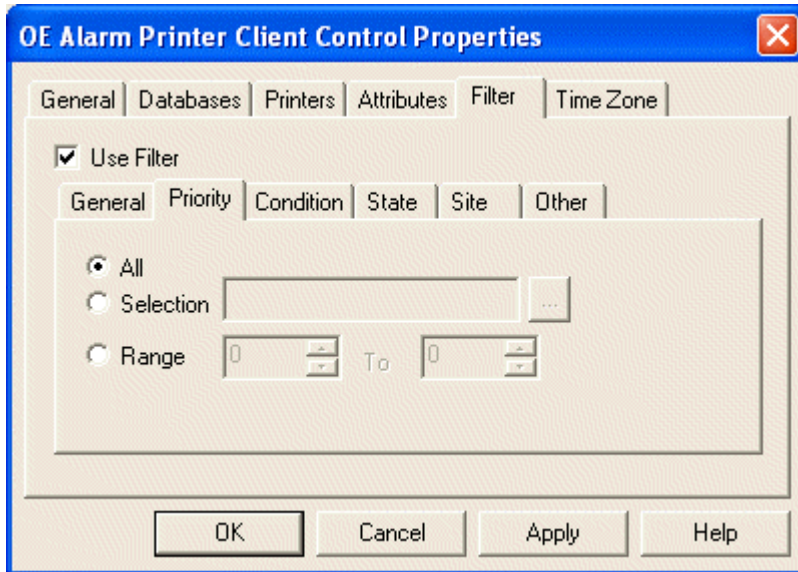 OE Alarm Printer Client Control Properties
General Databases Printers Attributes Filter Time Zone
Use Filter
General Priority Condition State Site Other
All
Selection ...
Range 0 To 0
OK Cancel Apply Help